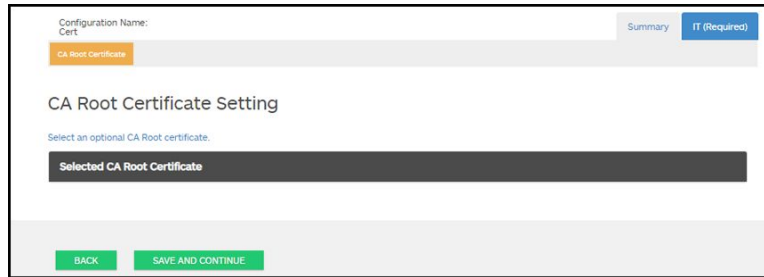 Configuration Name:
Cert
Summary
IT (Required)
CA Root Certificate
CA Root Certificate Setting
Select an optional CA Root certificate.
Selected CA Root Certificate
BACK
SAVE AND CONTINUE